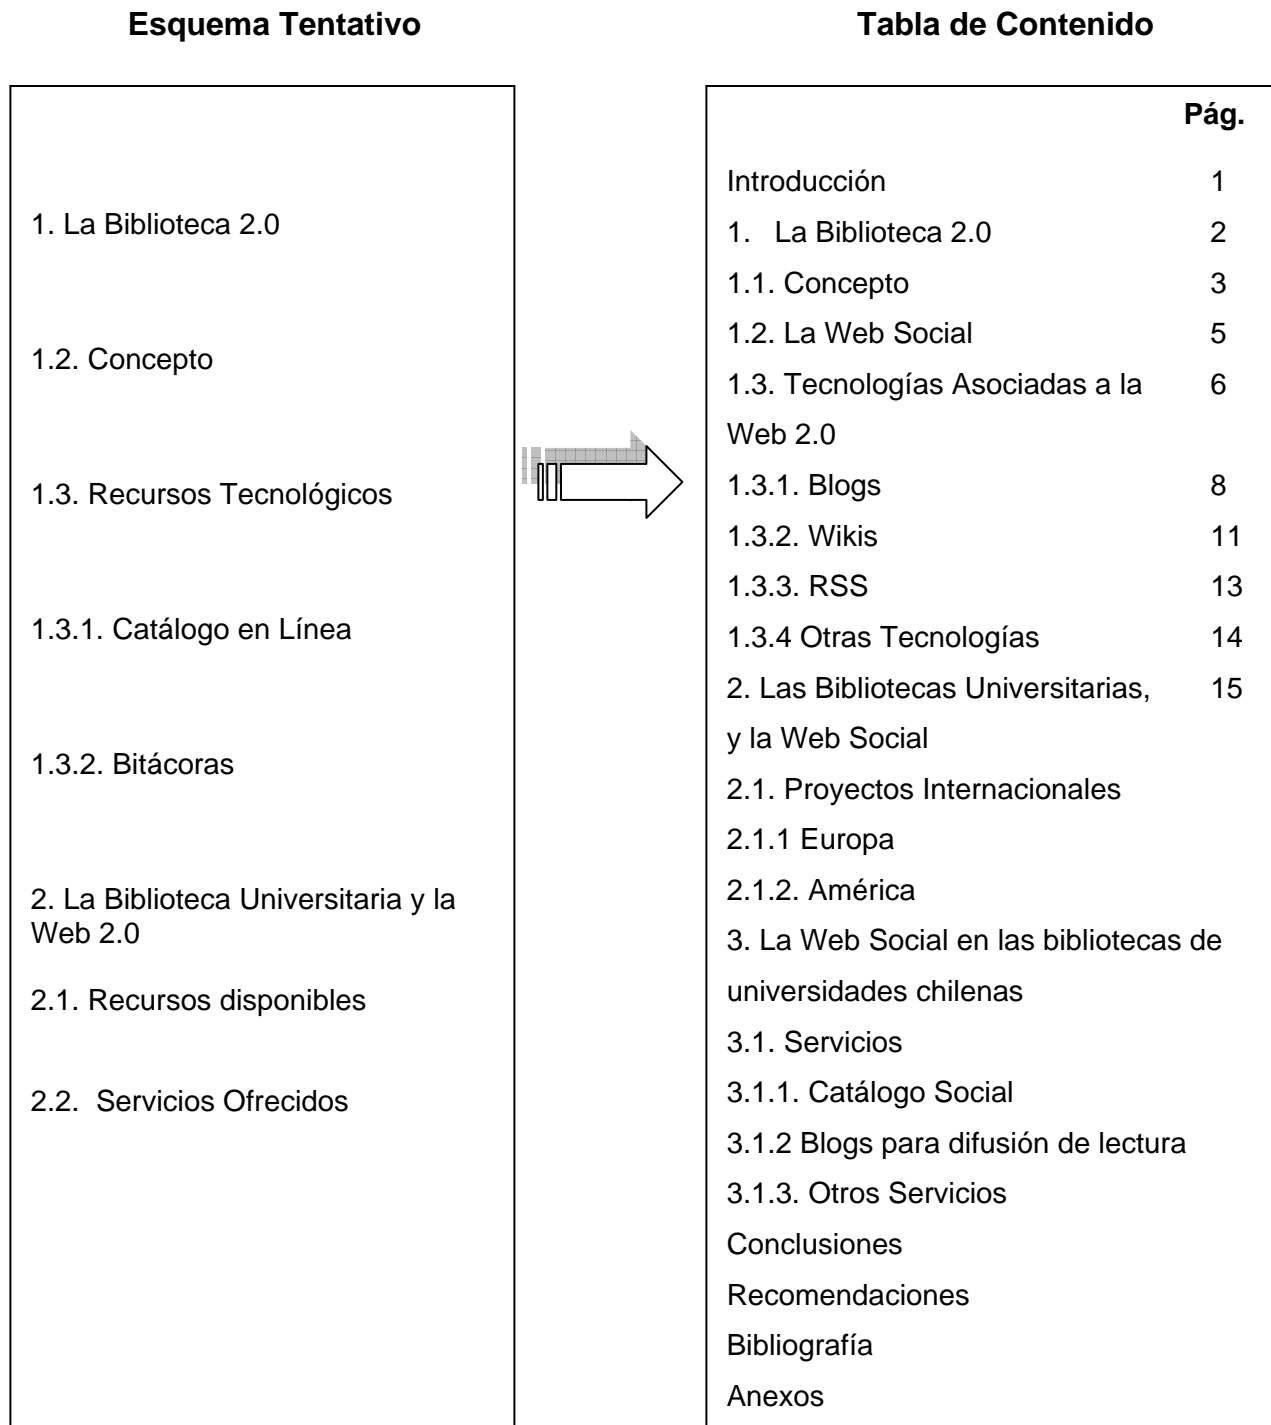 Esquema Tentativo
1. La Biblioteca 2.0
1.2. Concepto
1.3. Recursos Tecnológicos
1.3.1. Catálogo en Línea
1.3.2. Bitácoras
2. La Biblioteca Universitaria y la
Web 2.0
2.1. Recursos disponibles
2.2. Servicios Ofrecidos
Tabla de Contenido
Pág.
Introducción 1
1. La Biblioteca 2.0 2
1.1. Concepto 3
1.2. La Web Social 5
1.3. Tecnologías Asociadas a la 6
Web 2.0
1.3.1. Blogs 8
1.3.2. Wikis 11
1.3.3. RSS 13
1.3.4 Otras Tecnologías 14
2. Las Bibliotecas Universitarias, 15
y la Web Social
2.1. Proyectos Internacionales
2.1.1 Europa
2.1.2. América
3. La Web Social en las bibliotecas de
universidades chilenas
3.1. Servicios
3.1.1. Catálogo Social
3.1.2 Blogs para difusión de lectura
3.1.3. Otros Servicios
Conclusiones
Recomendaciones
Bibliografía
Anexos